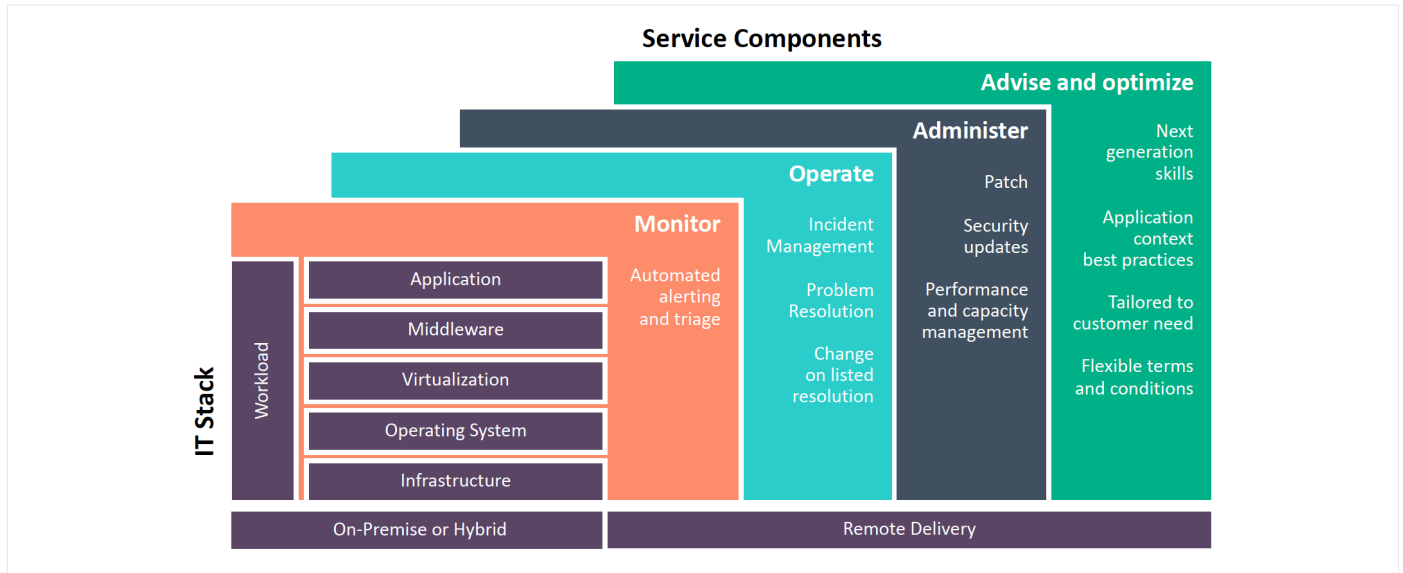 Service Components
Advise and optimize
Next
generation
skills
Application
context
best practices
Tailored to
customer need
Flexible terms
and conditions
Administer
Patch
Security
updates
Performance
and capacity
management
Operate
Incident
Management
Problem
Resolution
Change
on listed
resolution
Monitor
Automated
alerting
and triage
IT Stack
Workload
Application
Middleware
Virtualization
Operating System
Infrastructure
On-Premise or Hybrid
Remote Delivery